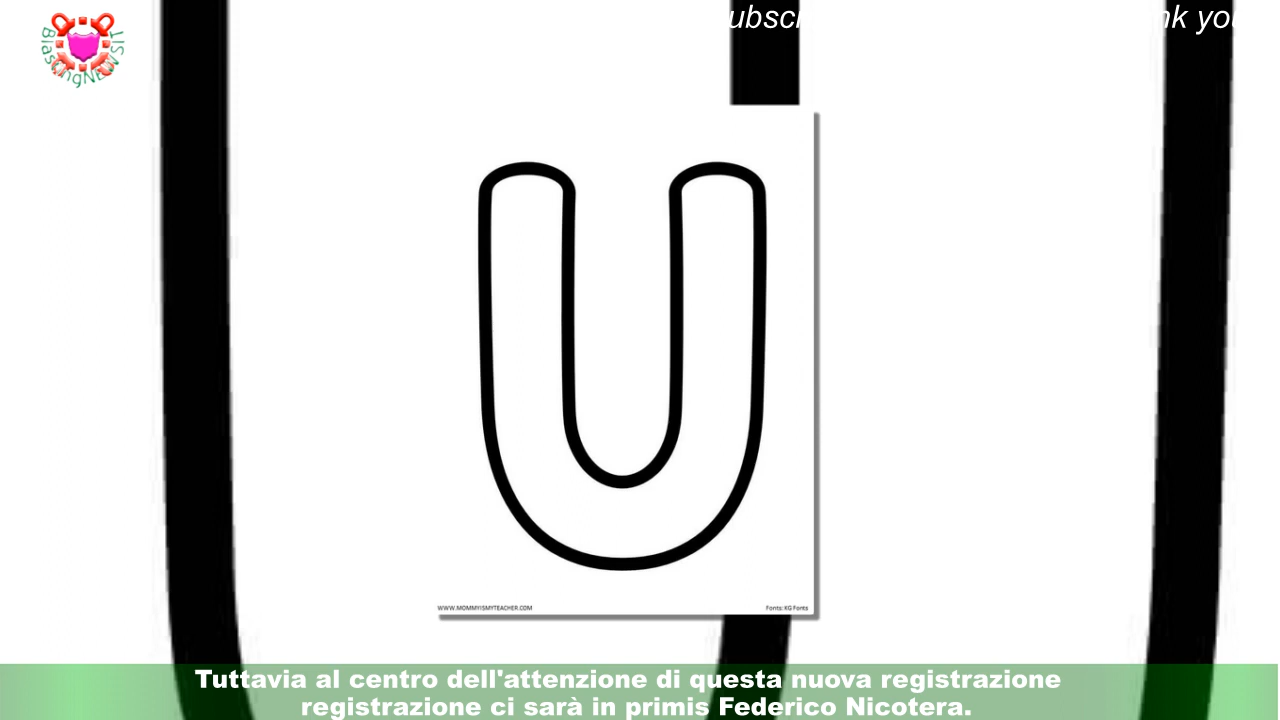 BlastingNEWSIT
U
WWW.MOMMYISMYTEACHER.COM
Fonts: KG Fonts
Tuttavia al centro dell'attenzione di questa nuova registrazione
registrazione ci sarà in primis Federico Nicotera.